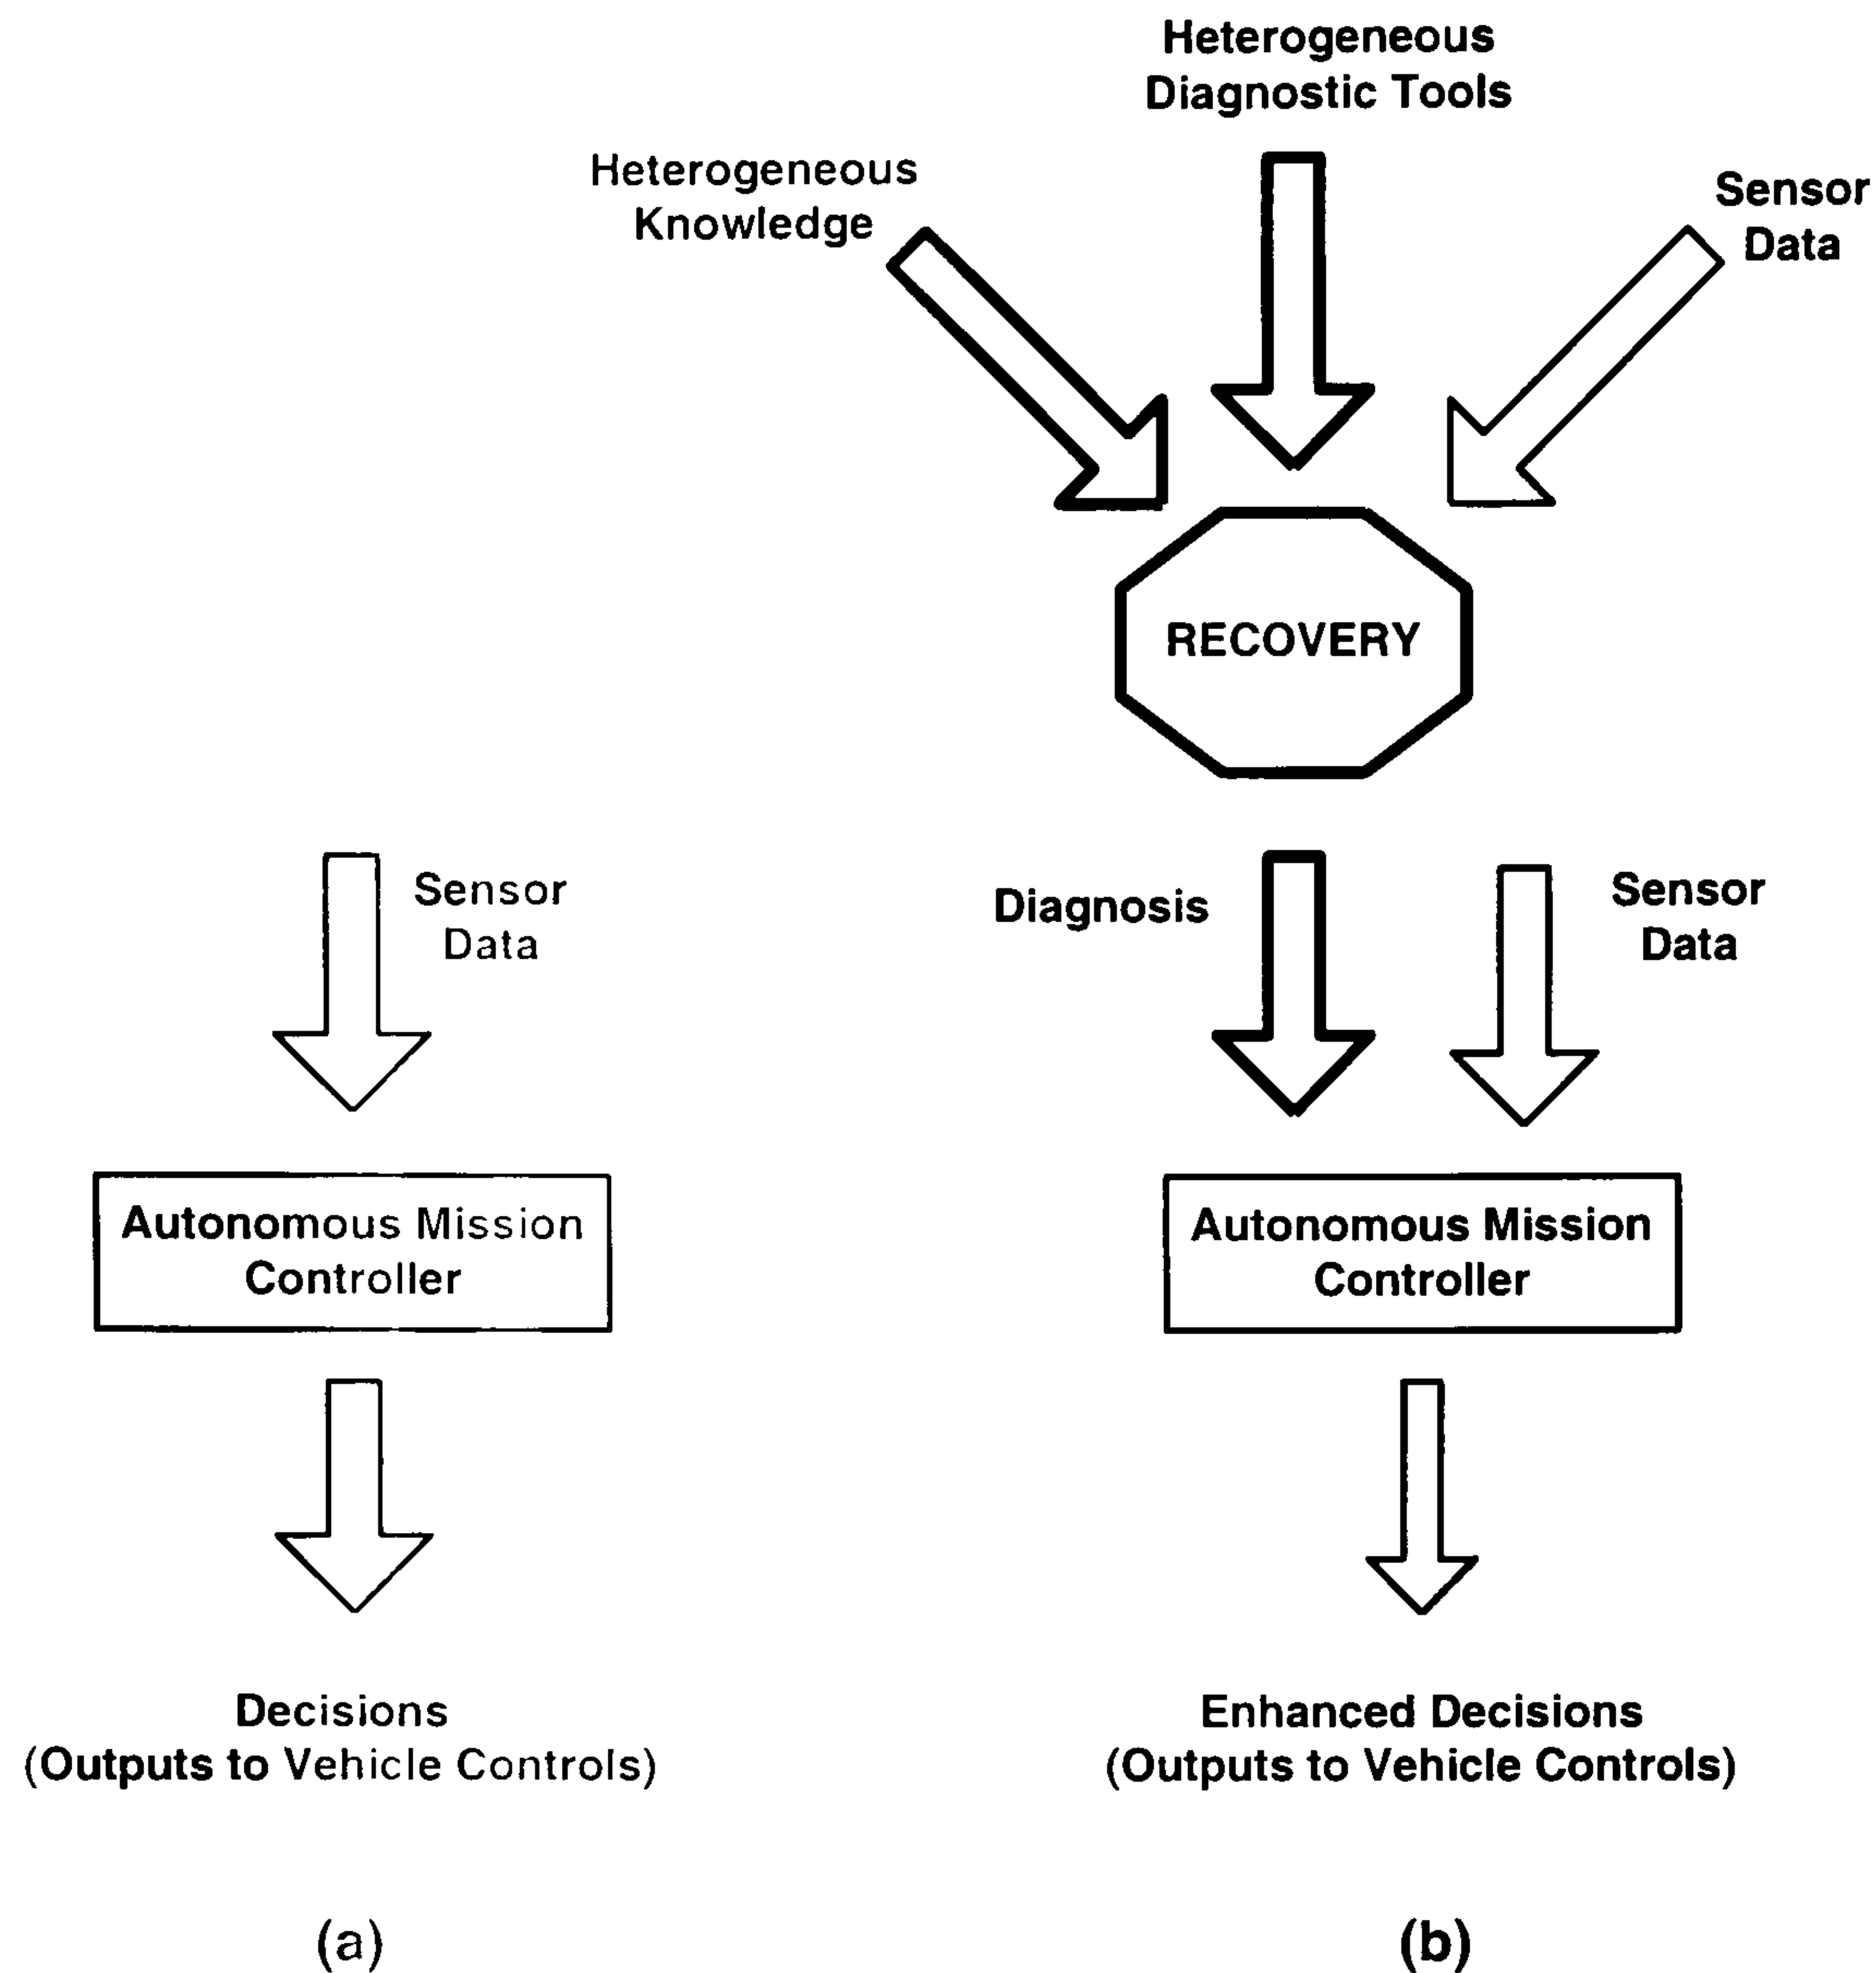 Heterogeneous
Diagnostic Tools
Heterogeneous
Knowledge
Sensor
Data
RECOVERY
Sensor
Data
Diagnosis
Sensor
Data
Autonomous Mission
Controller
Autonomous Mission
Controller
Decisions
(Outputs to Vehicle Controls)
Enhanced Decisions
(Outputs to Vehicle Controls)
(a)
(b)